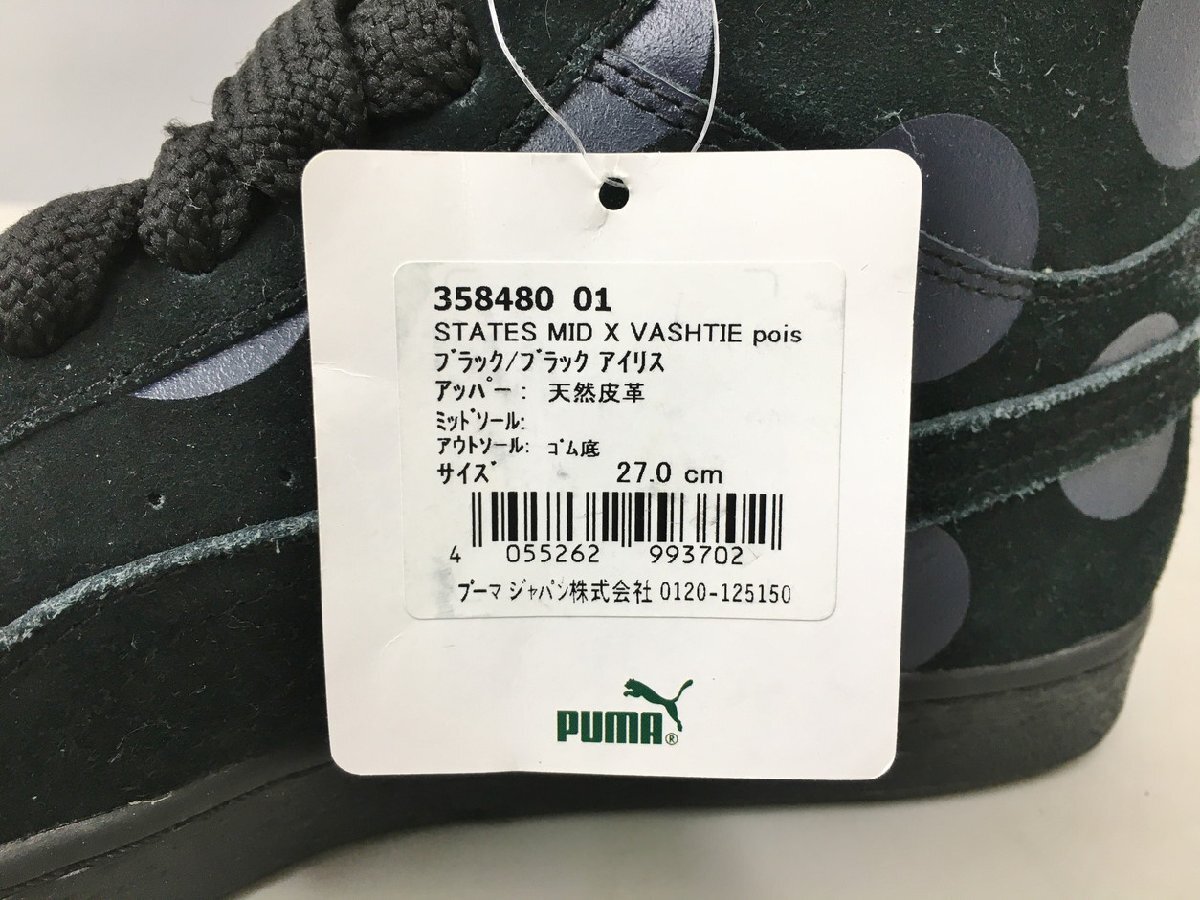 358480 01
STATES MID X VASHTIE pois
ﾌﾞﾗｯｸ/ﾌﾞﾗｯｸ ｱｲﾘｽ
アッパー： 天然皮革
ﾐｯﾄﾞｿｰﾙ:
ｱｳﾄｿｰﾙ: ｺﾞﾑ底
ｻｲｽﾞ 27.0 cm
4 055262 993702
ﾌﾟｰﾏ ｼﾞｬﾊﾟﾝ株式会社 0120-125150
PUMA®